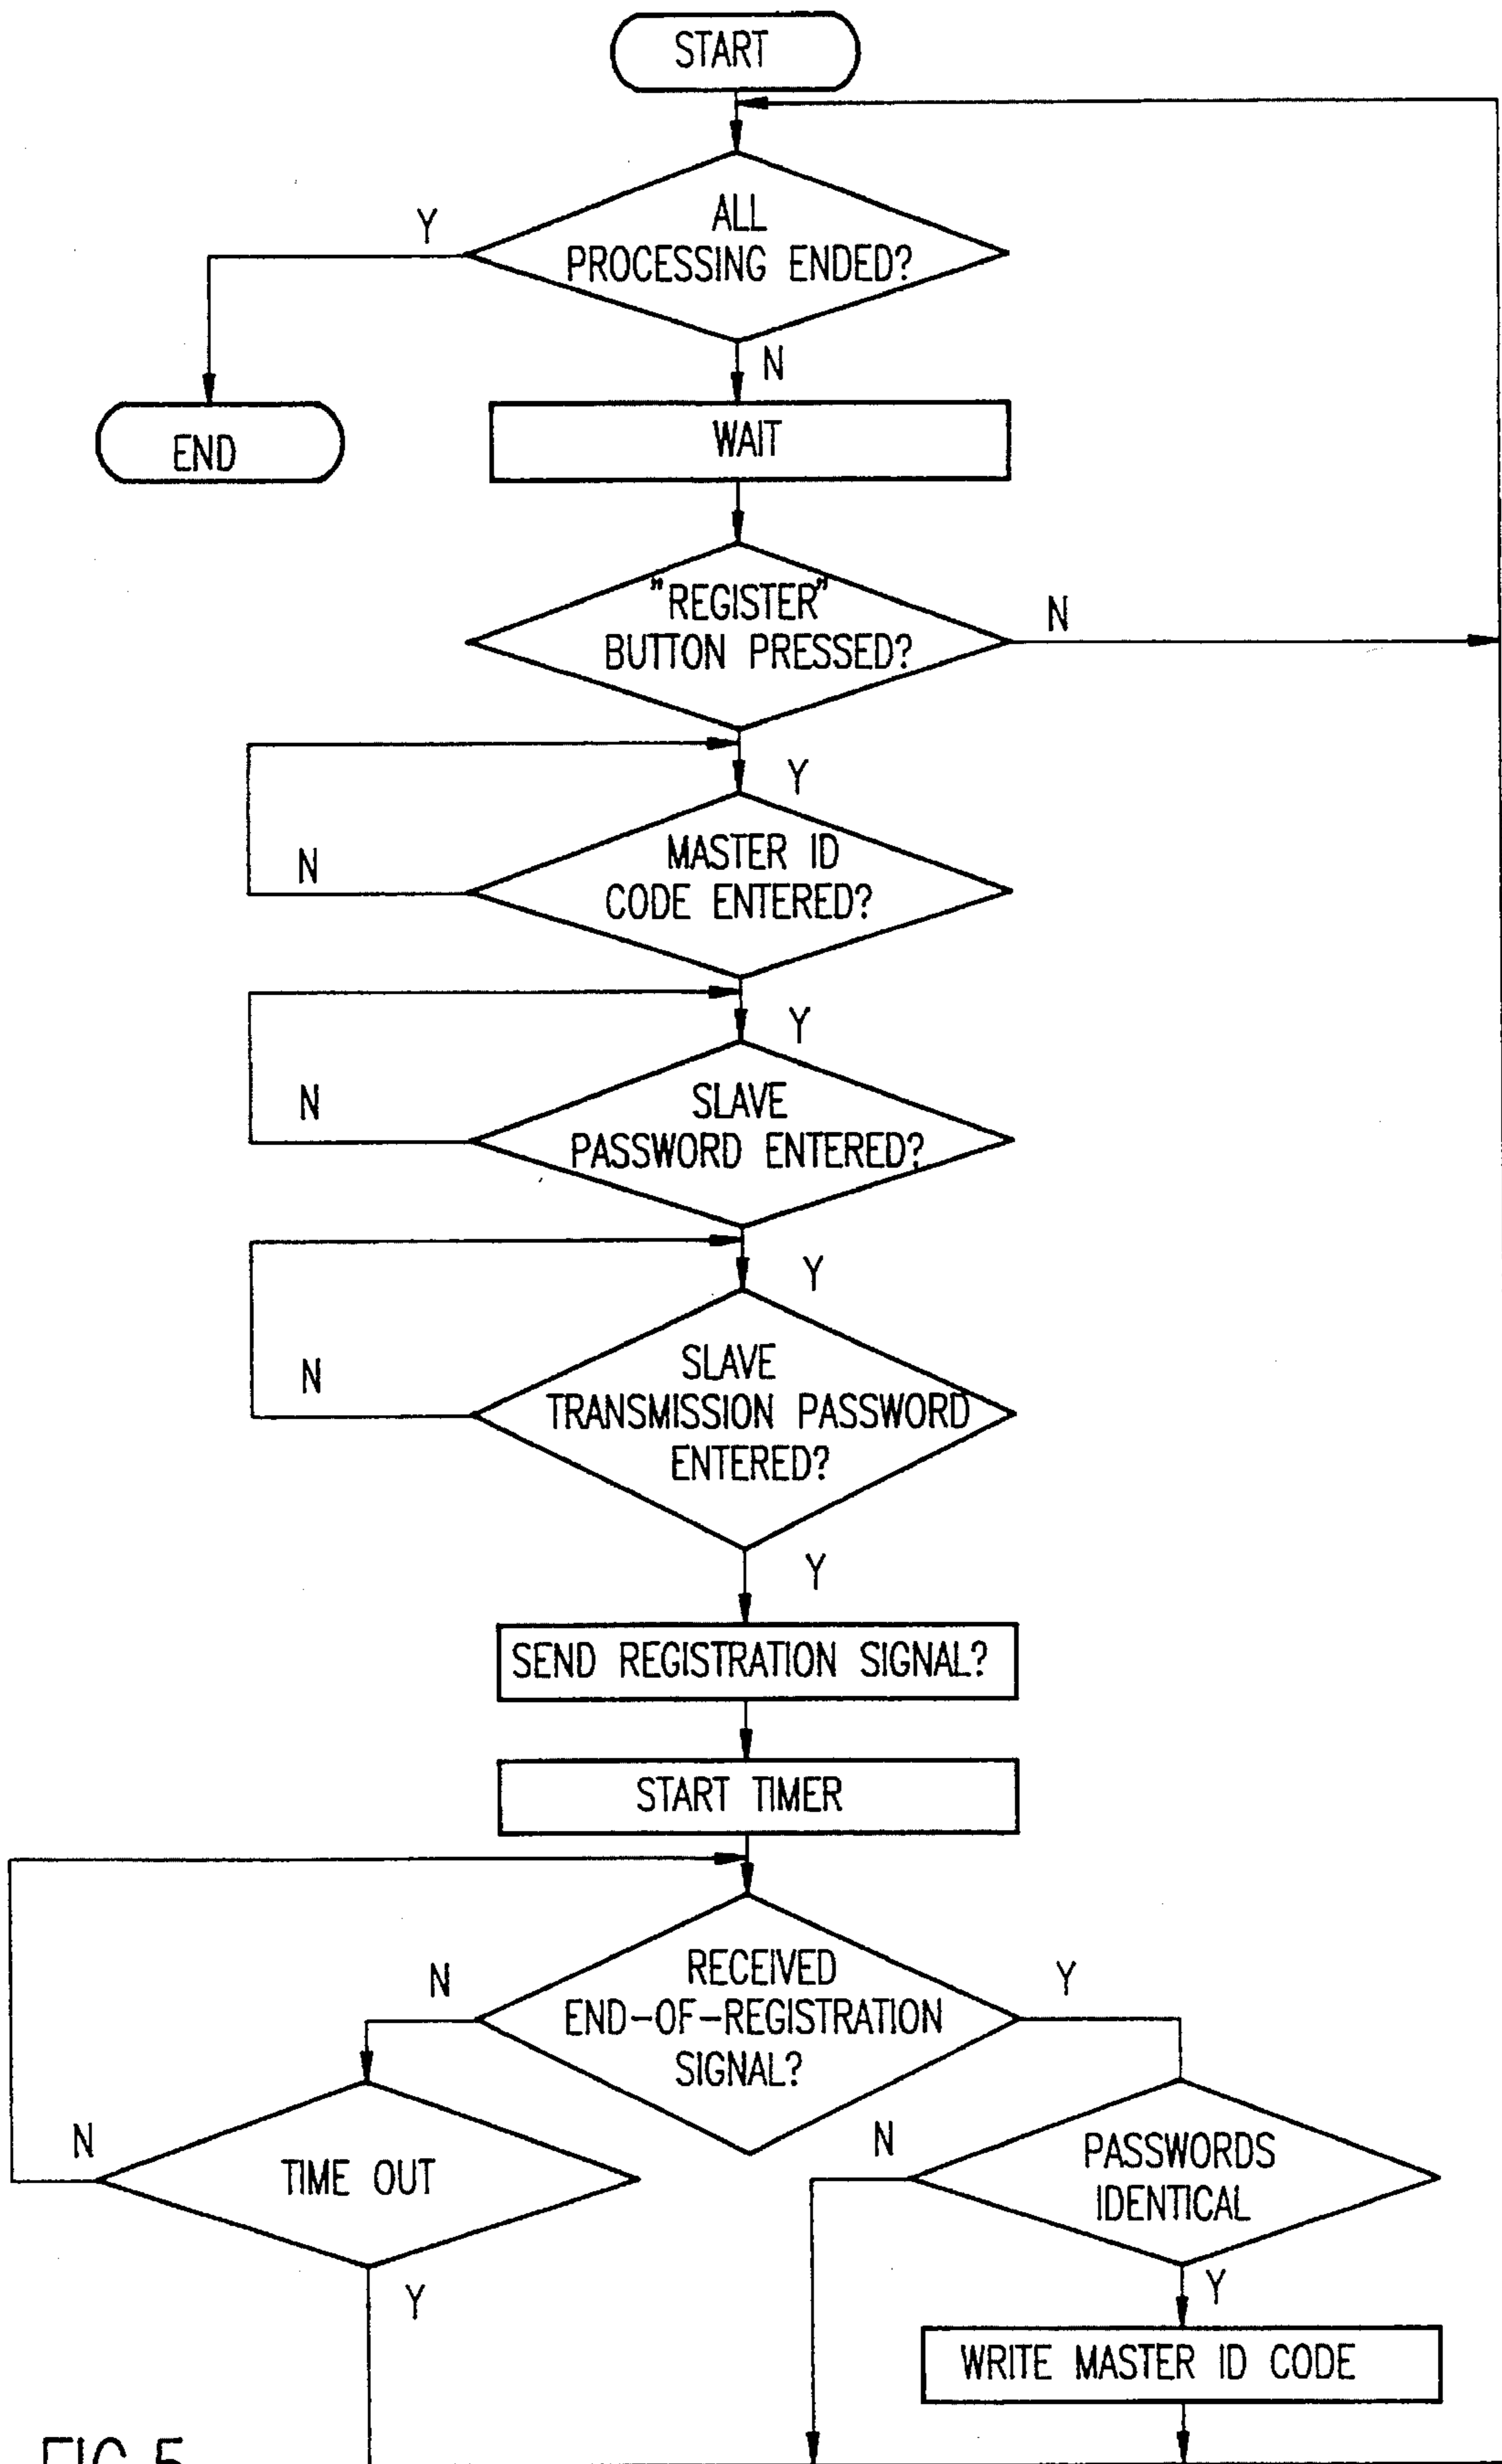 START
ALL
PROCESSING ENDED?
Y
N
END
WAIT
"REGISTER"
BUTTON PRESSED?
N
Y
MASTER ID
CODE ENTERED?
N
Y
SLAVE
PASSWORD ENTERED?
N
Y
SLAVE
TRANSMISSION PASSWORD
ENTERED?
N
Y
SEND REGISTRATION SIGNAL?
START TIMER
RECEIVED
END-OF-REGISTRATION
SIGNAL?
N
Y
TIME OUT
N
Y
PASSWORDS
IDENTICAL
N
Y
WRITE MASTER ID CODE
FIG.5